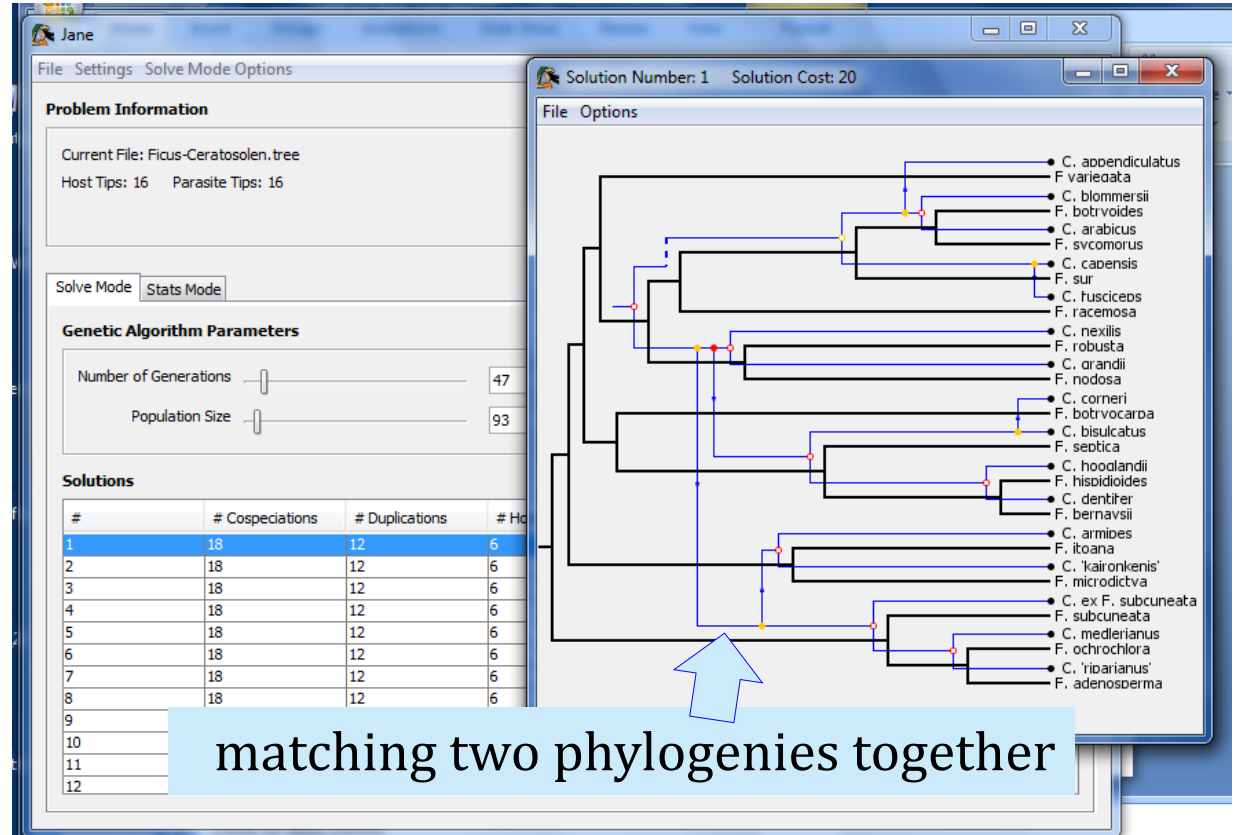 Jane
File Settings Solve Mode Options
Problem Information
Current File: Ficus-Ceratosolen.tree
Host Tips: 16 Parasite Tips: 16
Solve Mode Stats Mode
Genetic Algorithm Parameters
Number of Generations 47
Population Size 93
Solutions
# # Cospeciations # Duplications # Ho
1 18 12 6
2 18 12 6
3 18 12 6
4 18 12 6
5 18 12 6
6 18 12 6
7 18 12 6
8 18 12 6
9
10
11
12
Solution Number: 1 Solution Cost: 20
File Options
C. appendiculatus
F variegata
C. blommersii
F. botryoides
C. arabicus
F. sycomorus
C. capensis
F. sur
C. fusciceps
F. racemosa
C. nexilis
F. robusta
C. grandii
F. nodosa
C. corneri
F. botryocarpa
C. bisulcatus
F. septica
C. hooglandii
F. hispidioides
C. dentifer
F. bernaysii
C. armipes
F. itoana
C. 'kaironkenis'
F. microdictya
C. ex F. subcuneata
F. subcuneata
C. medlerianus
F. ochrochlora
C. 'riparianus'
F. adenosperma
matching two phylogenies together